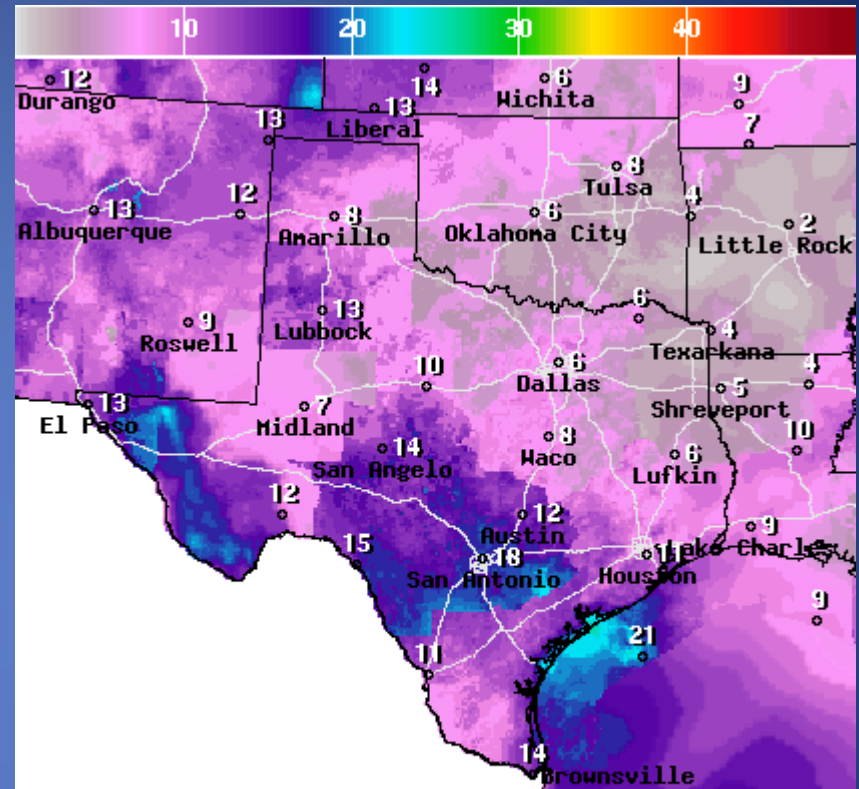 10 20 30 40
12 14 6 9
Durango Wichita
13 13
Liberal
7
8
Tulsa
13 12 8 6 4 2
Albuquerque Amarillo Oklahoma City Little Rock
9 13 6 4
Roswell Lubbock Texarkana
6
Dallas
13 7 10 5 4
El Paso Midland Shreveport
14 8 6 10
San Angelo Waco Lufkin
12 12 9
Austin
15 18 11 Lake Charles
San Antonio Houston
9
21
11
14
Brownsville